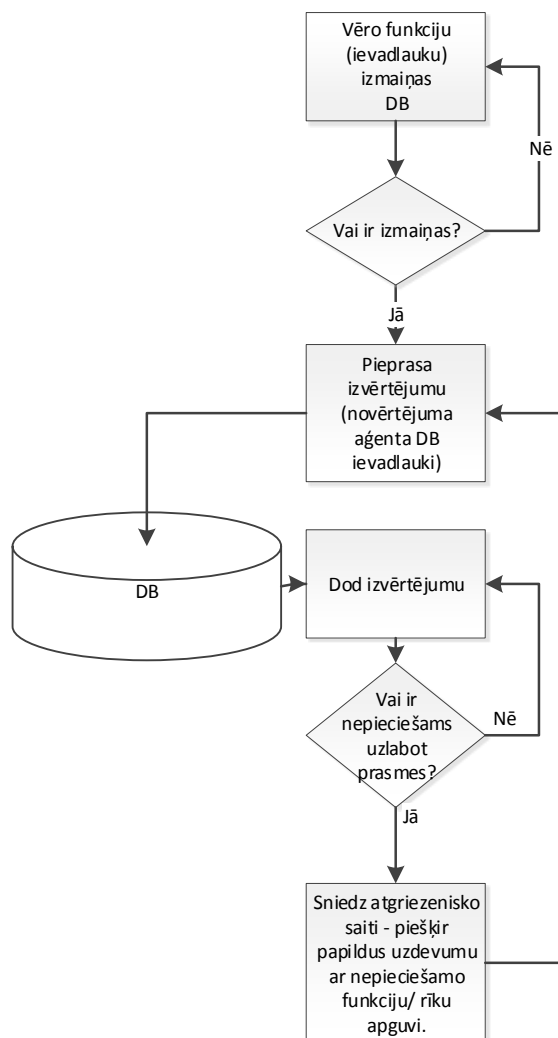 Vēro funkciju
(ievadlauku)
izmaiņas
DB
Nē
Vai ir izmaiņas?
Jā
Pieprasa
izvērtējumu
(novērtējuma
aģenta DB
ievadlauki)
DB
Dod izvērtējumu
Vai ir
nepieciešams
uzlabot
prasmes?
Nē
Jā
Sniedz atgriezenisko
saiti - piešķir
papildus uzdevumu
ar nepieciešamo
funkciju/ rīku
apguvi.